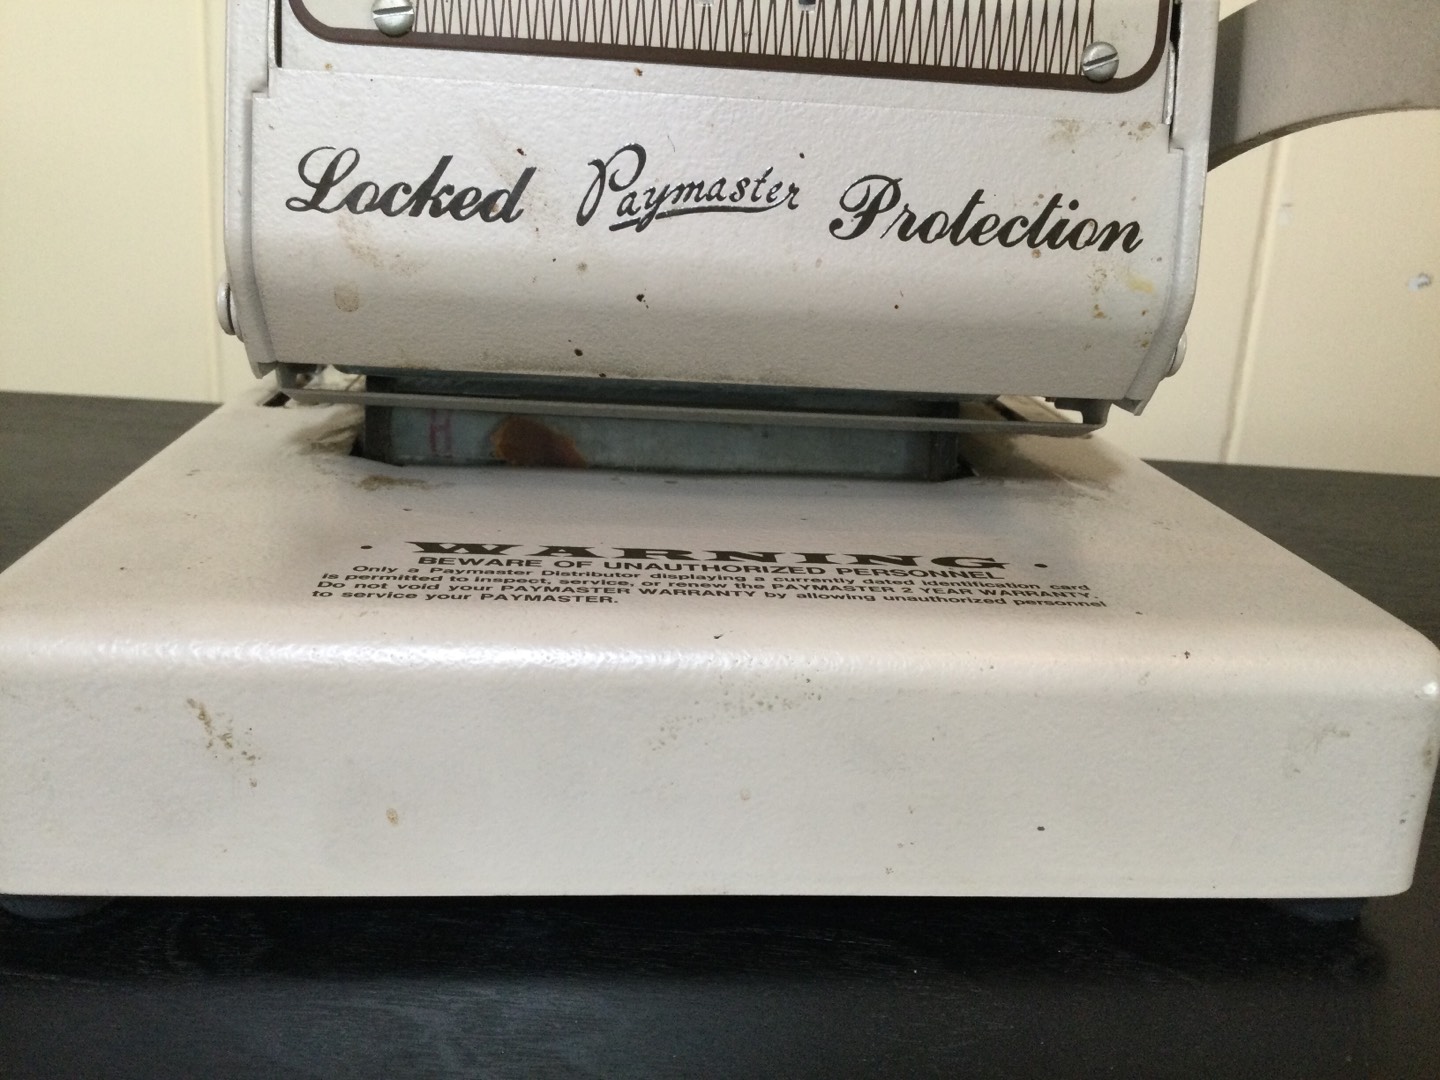 Locked Paymaster Protection
H
• WARNING •
BEWARE OF UNAUTHORIZED PERSONNEL
Only a Paymaster Distributor displaying a currently dated identification card
is permitted to inspect, service, or renew the PAYMASTER 2 YEAR WARRANTY.
Do not void your PAYMASTER WARRANTY by allowing unauthorized personnel
to service your PAYMASTER.